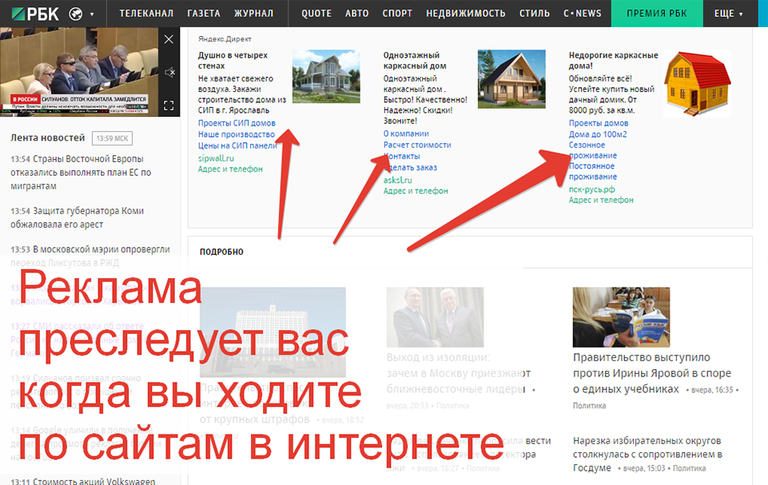 РБК
ТЕЛЕКАНАЛ ГАЗЕТА ЖУРНАЛ QUOTE АВТО СПОРТ НЕДВИЖИМОСТЬ СТИЛЬ C·NEWS ПРЕМИЯ РБК ЕЩЕ
В РОССИИ СИЛУАНОВ: ОТТОК КАПИТАЛА ЗАМЕДЛИТСЯ
Лента новостей 13:59 МСК
13:54 Страны Восточной Европы
отказались выполнять план ЕС по
мигрантам
13:54 Защита губернатора Коми
обжаловала его арест
13:53 В московской мэрии опровергли
переход Ликсутова в РЖД
13:11 Стоимость акций Volkswagen
Яндекс.Директ
Душно в четырех
стенах
Не хватает свежего
воздуха. Закажи
строительство дома из
СИП в г. Ярославль
Проекты СИП домов
Наше производство
Цены на СИП панели
sipwall.ru
Адрес и телефон
Одноэтажный
каркасный дом
Одноэтажный
каркасный дом .
Быстро! Качественно!
Надежно! Скидки!
Звоните!
О компании
Расчет стоимости
Контакты
Сделать заказ
asksl.ru
Адрес и телефон
Недорогие каркасные
дома!
Обновляйте всё!
Успейте купить новый
дачный домик. От
8000 руб. за кв.м.
Проекты домов
Дома до 100м2
Сезонное
проживание
Постоянное
проживание
пск-русь.рф
Адрес и телефон
ПОДРОБНО
Реклама
преследует вас
когда вы ходите
по сайтам в интернете
от крупных штрафов • вчера, 18:52
Выход из изоляции:
зачем в Москву приезжают
ближневосточные лидеры •
вчера, 20:53 • Политика
Правительство выступило
против Ирины Яровой в споре
о единых учебниках • вчера, 16:35 •
Политика
вести
вчера, 18:27 • Политика
Нарезка избирательных округов
столкнулась с сопротивлением в
Госдуме • вчера, 15:03 • Политика